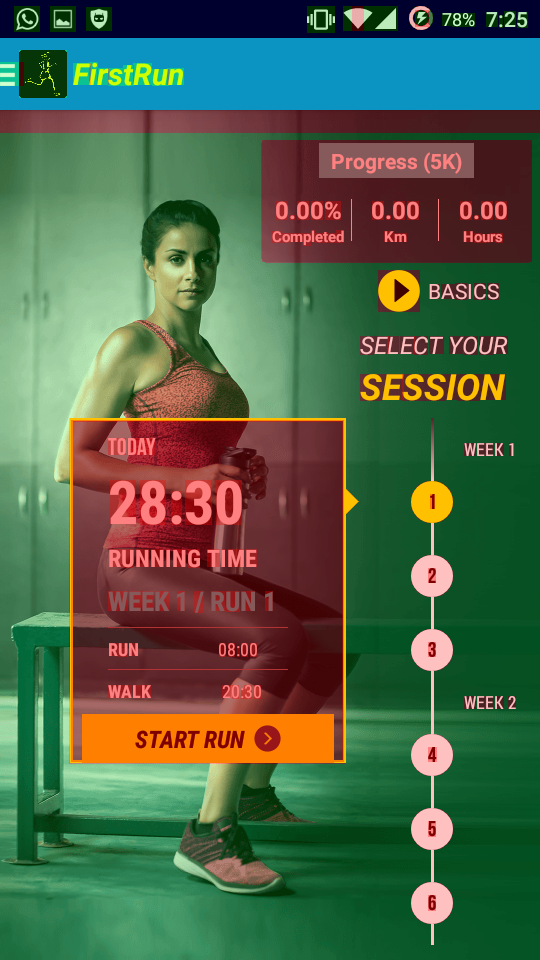 78% 7:25
FirstRun
Progress (5K)
0.00% 0.00 0.00
Completed Km Hours
BASICS
SELECT YOUR
SESSION
TODAY
28:30
RUNNING TIME
WEEK 1 / RUN 1
RUN 08:00
WALK 20:30
START RUN
WEEK 1
1
2
3
WEEK 2
4
5
6